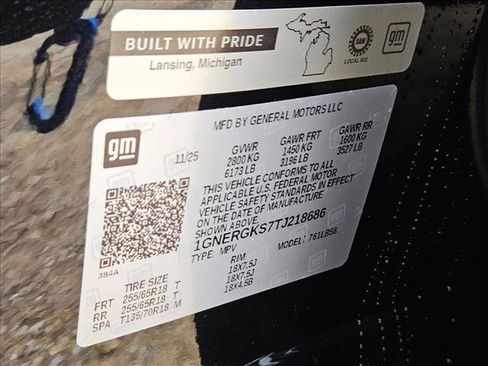 BUILT WITH PRIDE
Lansing, Michigan
UAW
LOCAL 602
gm
gm
MFD BY GENERAL MOTORS LLC
11/25
GVWR GAWR FRT GAWR RR
2800 KG 1450 KG 1600 KG
6173 LB 3196 LB 3527 LB
THIS VEHICLE CONFORMS TO ALL
APPLICABLE U.S. FEDERAL MOTOR
VEHICLE SAFETY STANDARDS IN EFFECT
ON THE DATE OF MANUFACTURE
SHOWN ABOVE.
1GNERGKS7TJ218686
TYPE: MPV MODEL: 761LB56
384A
TIRE SIZE RIM
FRT 255/65R18 T 18X7.5J
RR 255/65R18 T 18X7.5J
SPA T135/70R18 M 18X4.5B